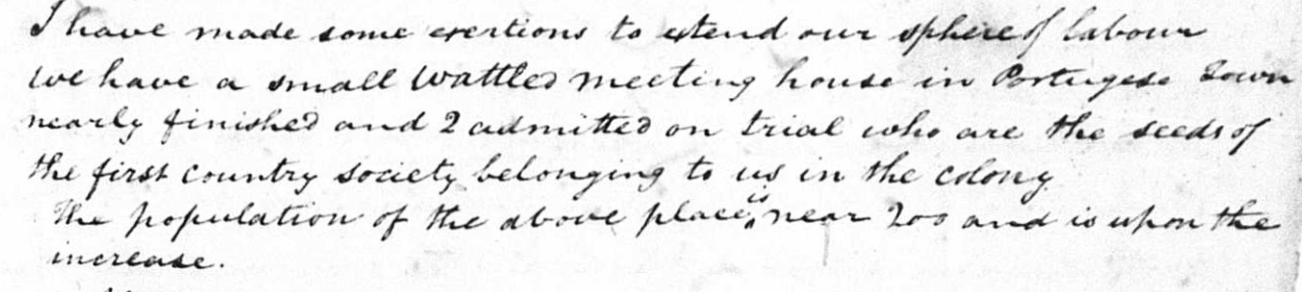 I have made some exertions to extend our sphere of labour
we have a small wattled meeting house in Portugese Town
nearly finished and 2 admitted on trial who are the seeds of
the first country society belonging to us in the colony
The population of the above place is near 200 and is upon the
increase.